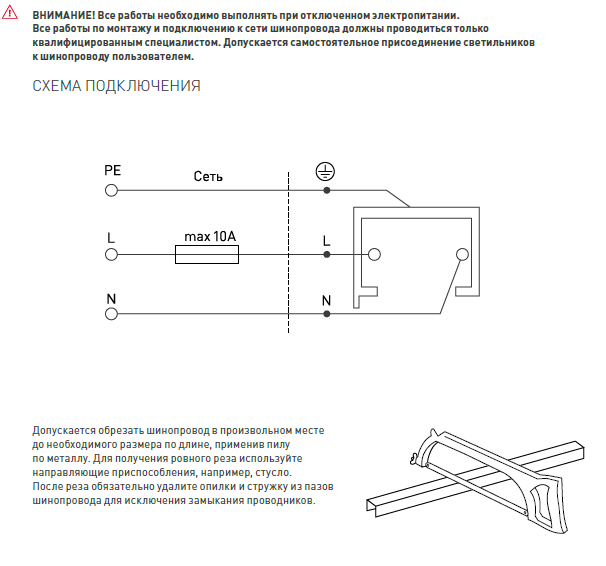 ВНИМАНИЕ! Все работы необходимо выполнять при отключенном электропитании.
Все работы по монтажу и подключению к сети шинопровода должны проводиться только
квалифицированным специалистом. Допускается самостоятельное присоединение светильников
к шинопроводу пользователем.
СХЕМА ПОДКЛЮЧЕНИЯ
PE
Сеть
L
max 10A
L
N
N
Допускается обрезать шинопровод в произвольном месте
до необходимого размера по длине, применив пилу
по металлу. Для получения ровного реза используйте
направляющие приспособления, например, стусло.
После реза обязательно удалите опилки и стружку из пазов
шинопровода для исключения замыкания проводников.